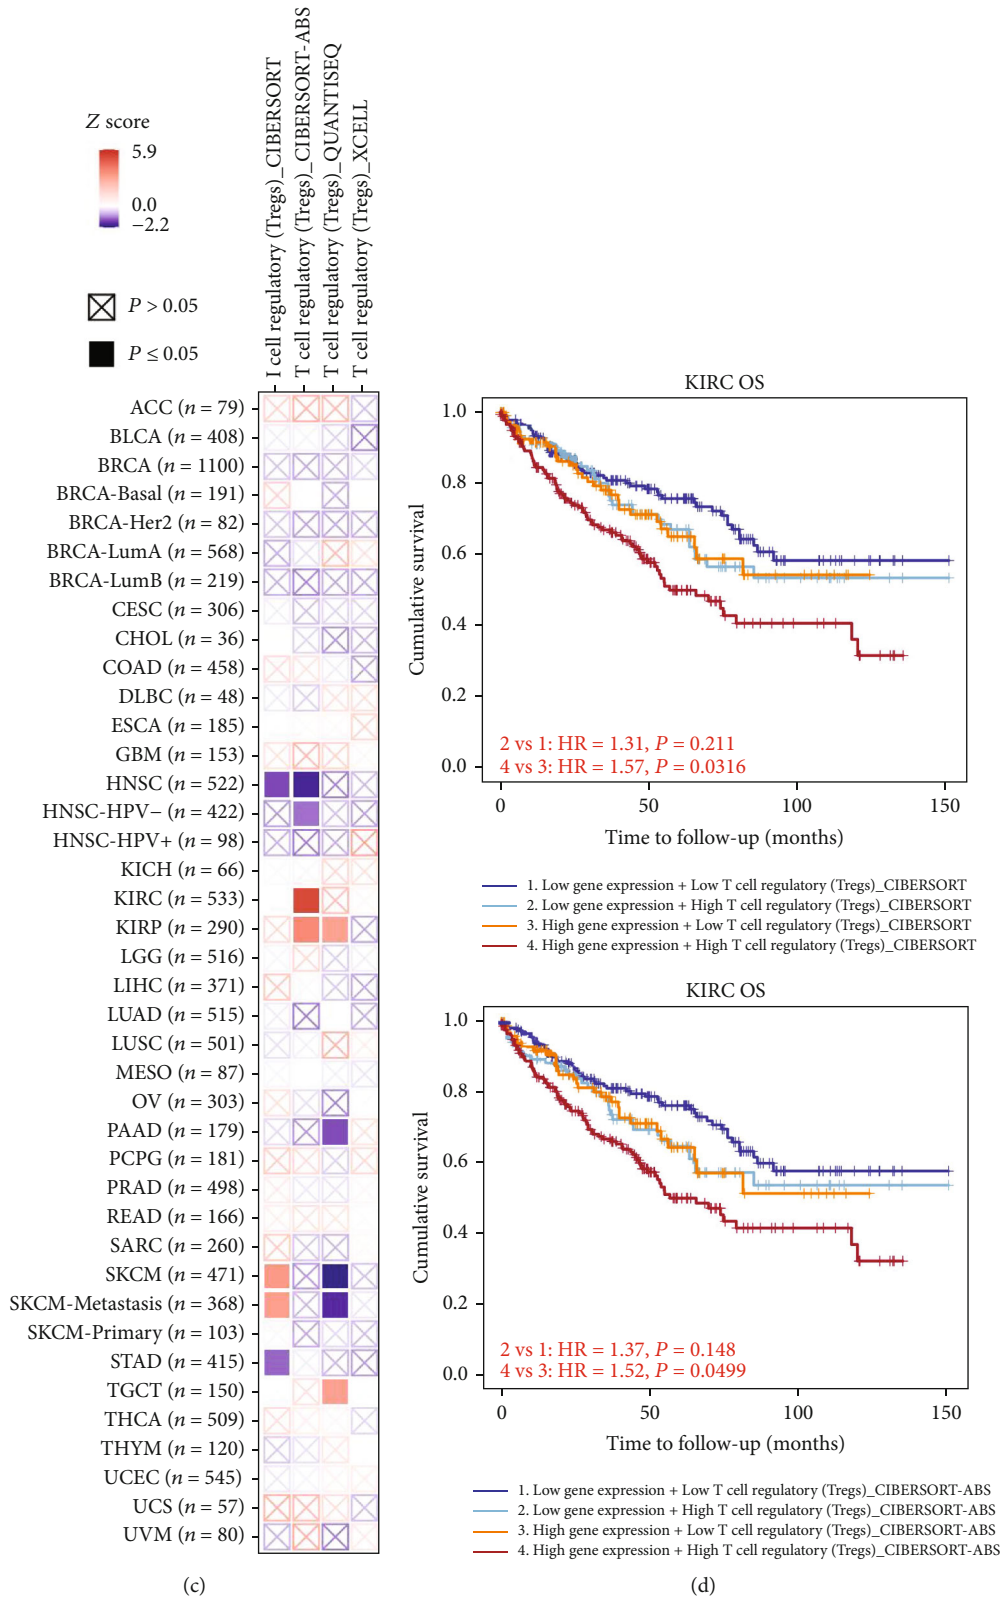 I cell regulatory (Tregs)_CIBERSORT
T cell regulatory (Tregs)_CIBERSORT-ABS
T cell regulatory (Tregs)_QUANTISEQ
T cell regulatory (Tregs)_XCELL
Z score
5.9
0.0
−2.2
P > 0.05
P ≤ 0.05
ACC (n = 79)
BLCA (n = 408)
BRCA (n = 1100)
BRCA-Basal (n = 191)
BRCA-Her2 (n = 82)
BRCA-LumA (n = 568)
BRCA-LumB (n = 219)
CESC (n = 306)
CHOL (n = 36)
COAD (n = 458)
DLBC (n = 48)
ESCA (n = 185)
GBM (n = 153)
HNSC (n = 522)
HNSC-HPV− (n = 422)
HNSC-HPV+ (n = 98)
KICH (n = 66)
KIRC (n = 533)
KIRP (n = 290)
LGG (n = 516)
LIHC (n = 371)
LUAD (n = 515)
LUSC (n = 501)
MESO (n = 87)
OV (n = 303)
PAAD (n = 179)
PCPG (n = 181)
PRAD (n = 498)
READ (n = 166)
SARC (n = 260)
SKCM (n = 471)
SKCM-Metastasis (n = 368)
SKCM-Primary (n = 103)
STAD (n = 415)
TGCT (n = 150)
THCA (n = 509)
THYM (n = 120)
UCEC (n = 545)
UCS (n = 57)
UVM (n = 80)
(c)
KIRC OS
Cumulative survival
1.0
0.8
0.6
0.4
0.2
0.0
2 vs 1: HR = 1.31, P = 0.211
4 vs 3: HR = 1.57, P = 0.0316
0 50 100 150
Time to follow-up (months)
1. Low gene expression + Low T cell regulatory (Tregs)_CIBERSORT
2. Low gene expression + High T cell regulatory (Tregs)_CIBERSORT
3. High gene expression + Low T cell regulatory (Tregs)_CIBERSORT
4. High gene expression + High T cell regulatory (Tregs)_CIBERSORT
KIRC OS
Cumulative survival
1.0
0.8
0.6
0.4
0.2
0.0
2 vs 1: HR = 1.37, P = 0.148
4 vs 3: HR = 1.52, P = 0.0499
0 50 100 150
Time to follow-up (months)
1. Low gene expression + Low T cell regulatory (Tregs)_CIBERSORT-ABS
2. Low gene expression + High T cell regulatory (Tregs)_CIBERSORT-ABS
3. High gene expression + Low T cell regulatory (Tregs)_CIBERSORT-ABS
4. High gene expression + High T cell regulatory (Tregs)_CIBERSORT-ABS
(d)